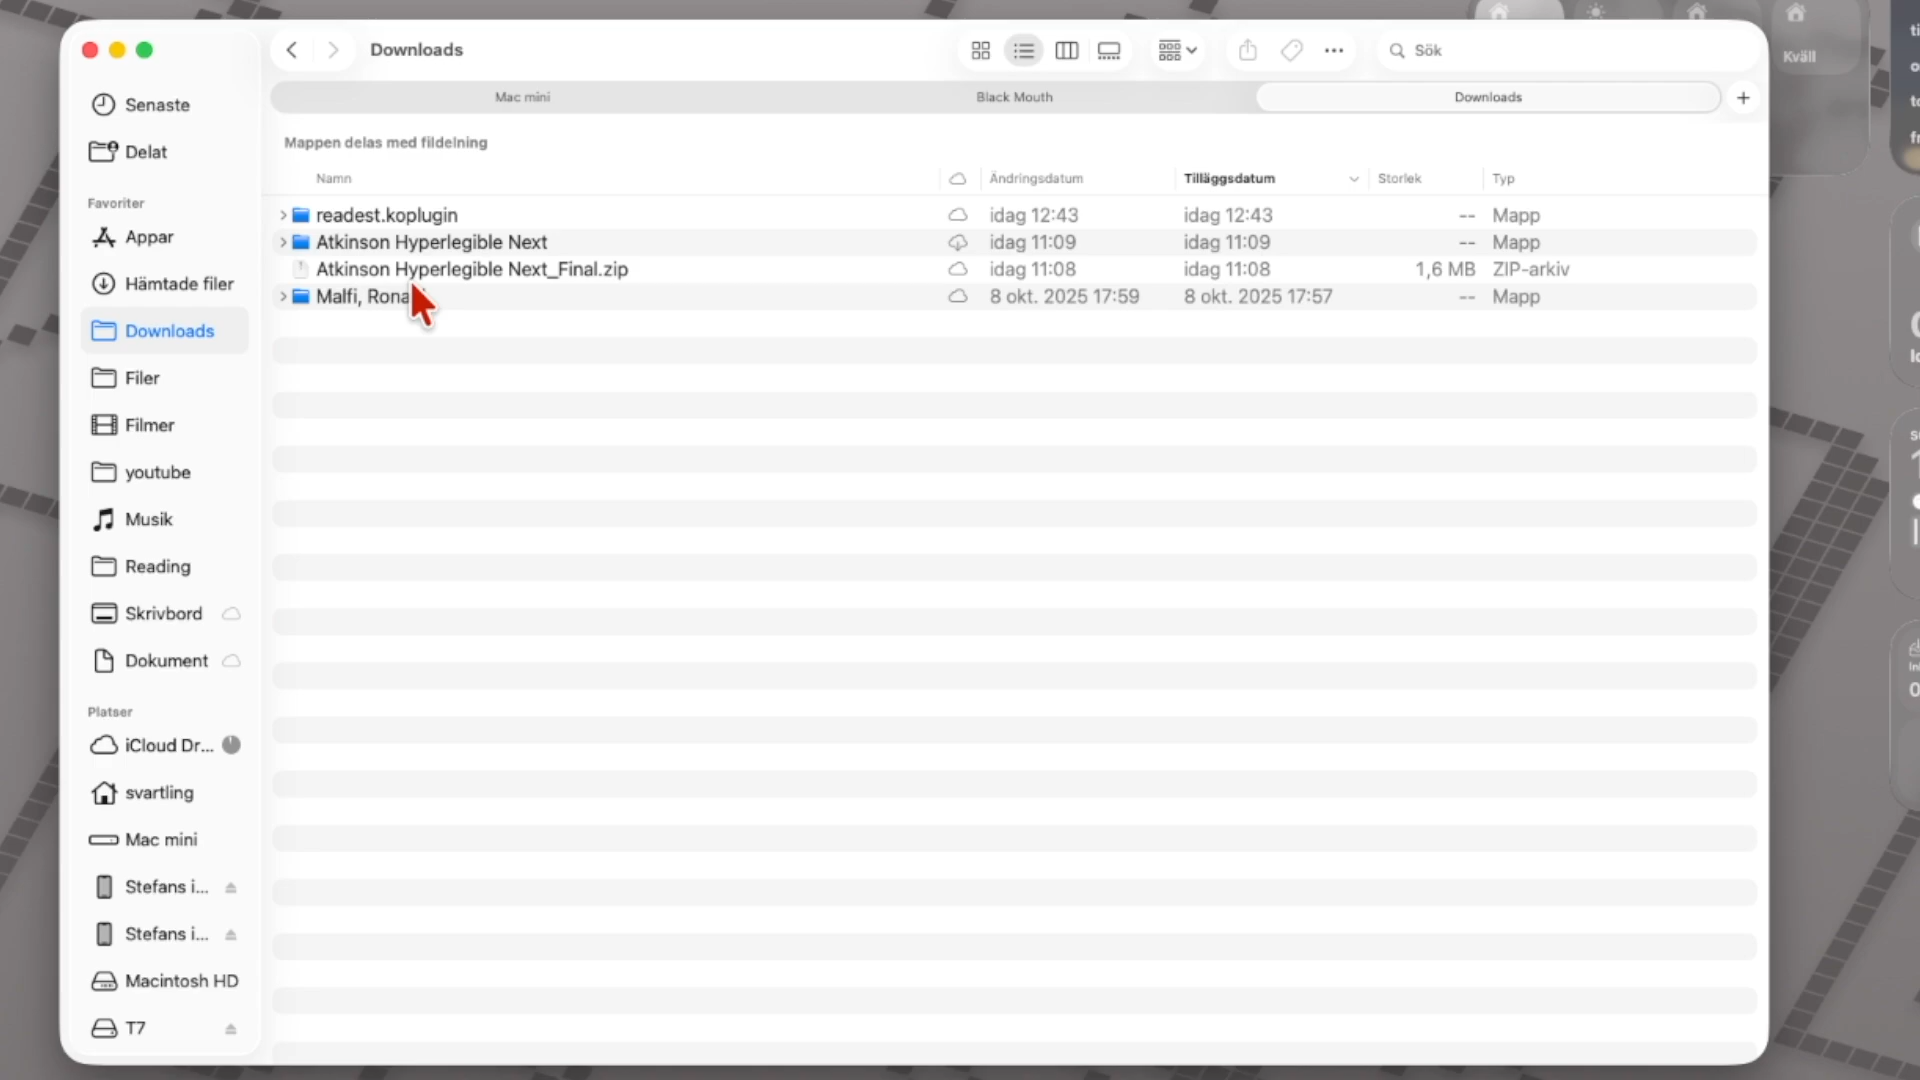 Downloads
Sök
Kväll
Mac mini
Black Mouth
Downloads
Mappen delas med fildelning
Namn
Ändringsdatum
Tilläggsdatum
Storlek
Typ
readest.koplugin
idag 12:43
idag 12:43
--
Mapp
Atkinson Hyperlegible Next
idag 11:09
idag 11:09
--
Mapp
Atkinson Hyperlegible Next_Final.zip
idag 11:08
idag 11:08
1,6 MB
ZIP-arkiv
Malfi,
8 okt. 2025 17:59
8 okt. 2025 17:57
--
Mapp
Senaste
Delat
Favoriter
Appar
Hämtade filer
Downloads
Filer
Filmer
youtube
Musik
Reading
Skrivbord
Dokument
Platser
iCloud Dr...
svartling
Mac mini
Stefans i...
Stefans i...
Macintosh HD
T7